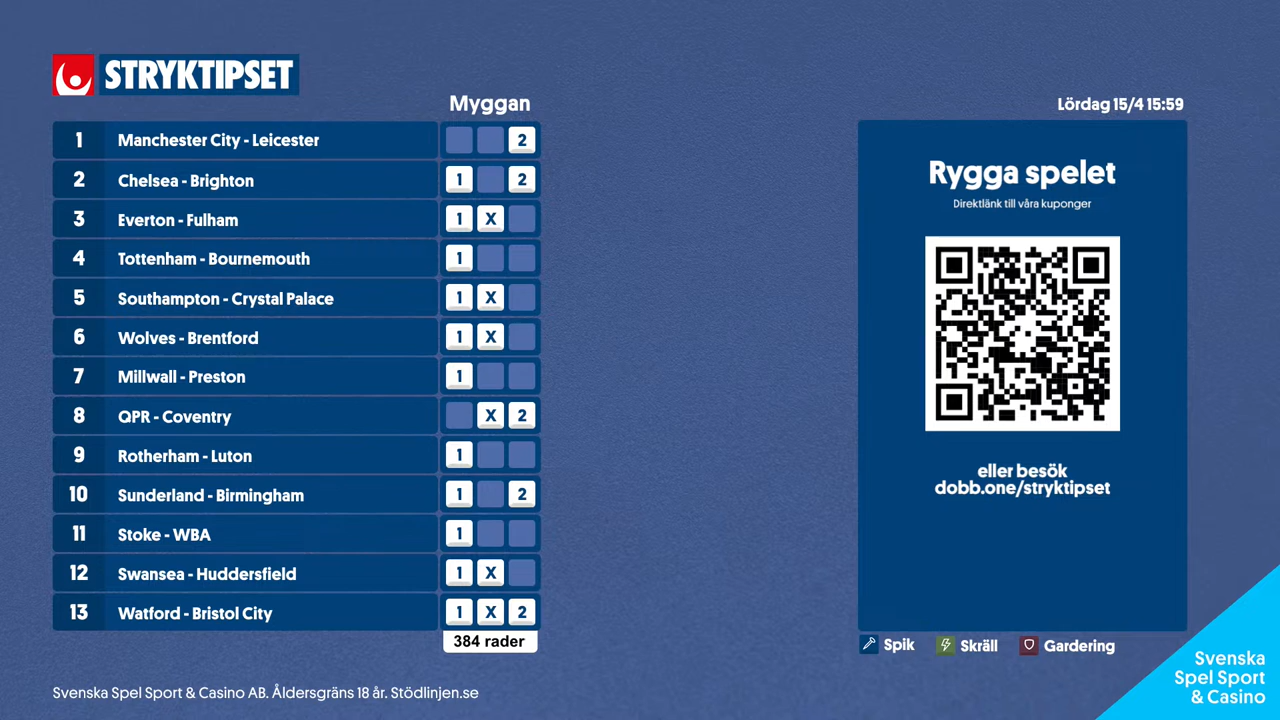 STRYKTIPSET
Myggan
Lördag 15/4 15:59
1 Manchester City - Leicester 2
2 Chelsea - Brighton 1 2
3 Everton - Fulham 1 X
4 Tottenham - Bournemouth 1
5 Southampton - Crystal Palace 1 X
6 Wolves - Brentford 1 X
7 Millwall - Preston 1
8 QPR - Coventry X 2
9 Rotherham - Luton 1
10 Sunderland - Birmingham 1 2
11 Stoke - WBA 1
12 Swansea - Huddersfield 1 X
13 Watford - Bristol City 1 X 2
384 rader
Rygga spelet
Direktlänk till våra kuponger
eller besök
dobb.one/stryktipset
Spik Skräll Gardering
Svenska Spel Sport & Casino AB. Åldersgräns 18 år. Stödlinjen.se
Svenska
Spel Sport
& Casino